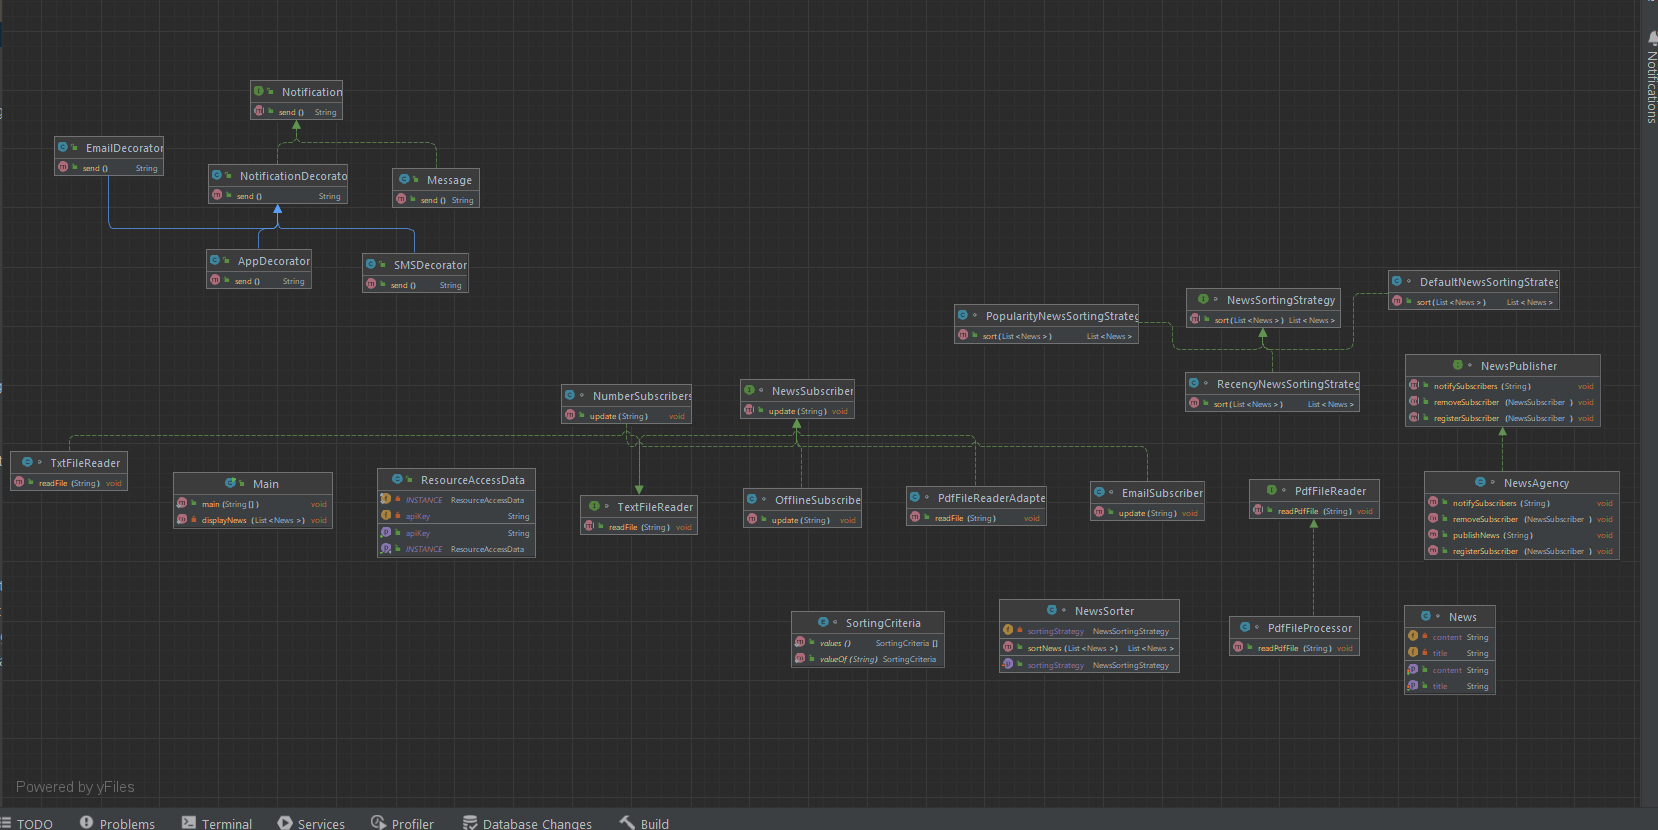 Notification
send () String
EmailDecorator
send () String
NotificationDecorato
send () String
Message
send () String
AppDecorator
send () String
SMSDecorator
send () String
DefaultNewsSortingStrateg
sort (List <News >) List <News >
NewsSortingStrategy
sort (List <News >) List <News >
PopularityNewsSortingStrateg
sort (List <News >) List <News >
RecencyNewsSortingStrateg
sort (List <News >) List <News >
NewsPublisher
notifySubscribers (String) void
removeSubscriber (NewsSubscriber ) void
registerSubscriber (NewsSubscriber ) void
NumberSubscribers
update (String) void
NewsSubscriber
update (String) void
TxtFileReader
readFile (String) void
Main
main (String []) void
displayNews (List <News >) void
ResourceAccessData
INSTANCE ResourceAccessData
apiKey String
apiKey String
INSTANCE ResourceAccessData
TextFileReader
readFile (String) void
OfflineSubscribe
update (String) void
PdfFileReaderAdapte
readFile (String) void
EmailSubscriber
update (String) void
PdfFileReader
readPdfFile (String) void
NewsAgency
notifySubscribers (String) void
removeSubscriber (NewsSubscriber ) void
publishNews (String) void
registerSubscriber (NewsSubscriber ) void
SortingCriteria
values () SortingCriteria []
valueOf (String) SortingCriteria
NewsSorter
sortingStrategy NewsSortingStrategy
sortNews (List <News >) List <News >
sortingStrategy NewsSortingStrategy
PdfFileProcessor
readPdfFile (String) void
News
content String
title String
content String
title String
Notifications
Powered by yFiles
TODO Problems Terminal Services Profiler Database Changes Build